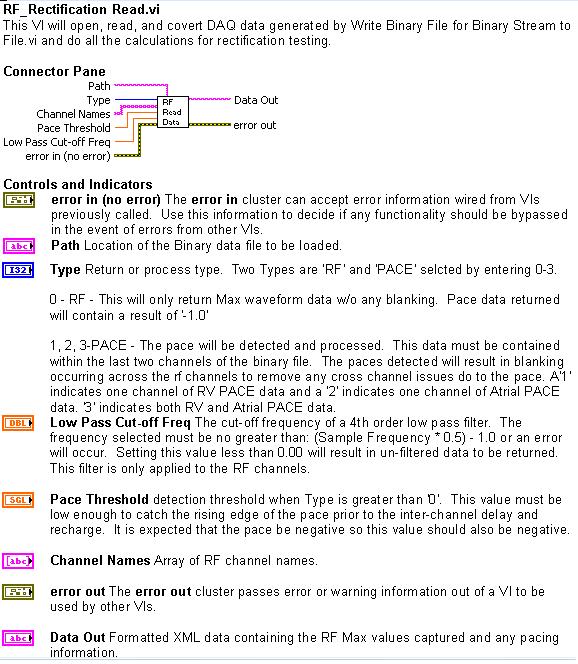 RF_Rectification Read.vi
This VI will open, read, and covert DAQ data generated by Write Binary File for Binary Stream to
File.vi and do all the calculations for rectification testing.
Connector Pane
Path
Type
Channel Names
Pace Threshold
Low Pass Cut-off Freq
error in (no error)
RF
Read
Data
Data Out
error out
Controls and Indicators
error in (no error) The error in cluster can accept error information wired from VIs
previously called. Use this information to decide if any functionality should be bypassed
in the event of errors from other VIs.
abc Path Location of the Binary data file to be loaded.
I32 Type Return or process type. Two Types are 'RF' and 'PACE' selcted by entering 0-3.
0 - RF - This will only return Max waveform data w/o any blanking. Pace data returned
will contain a result of '-1.0'
1, 2, 3-PACE - The pace will be detected and processed. This data must be contained
within the last two channels of the binary file. The paces detected will result in blanking
occurring across the rf channels to remove any cross channel issues do to the pace. A'1'
indicates one channel of RV PACE data and a '2' indicates one channel of Atrial PACE
data. '3' indicates both RV and Atrial PACE data.
DBL Low Pass Cut-off Freq The cut-off frequency of a 4th order low pass filter. The
frequency selected must be no greater than: (Sample Frequency * 0.5) - 1.0 or an error
will occur. Setting this value less than 0.00 will result in un-filtered data to be returned.
This filter is only applied to the RF channels.
SGL Pace Threshold detection threshold when Type is greater than '0'. This value must be
low enough to catch the rising edge of the pace prior to the inter-channel delay and
recharge. It is expected that the pace be negative so this value should also be negative.
[abc] Channel Names Array of RF channel names.
error out The error out cluster passes error or warning information out of a VI to be
used by other VIs.
abc Data Out Formatted XML data containing the RF Max values captured and any pacing
information.